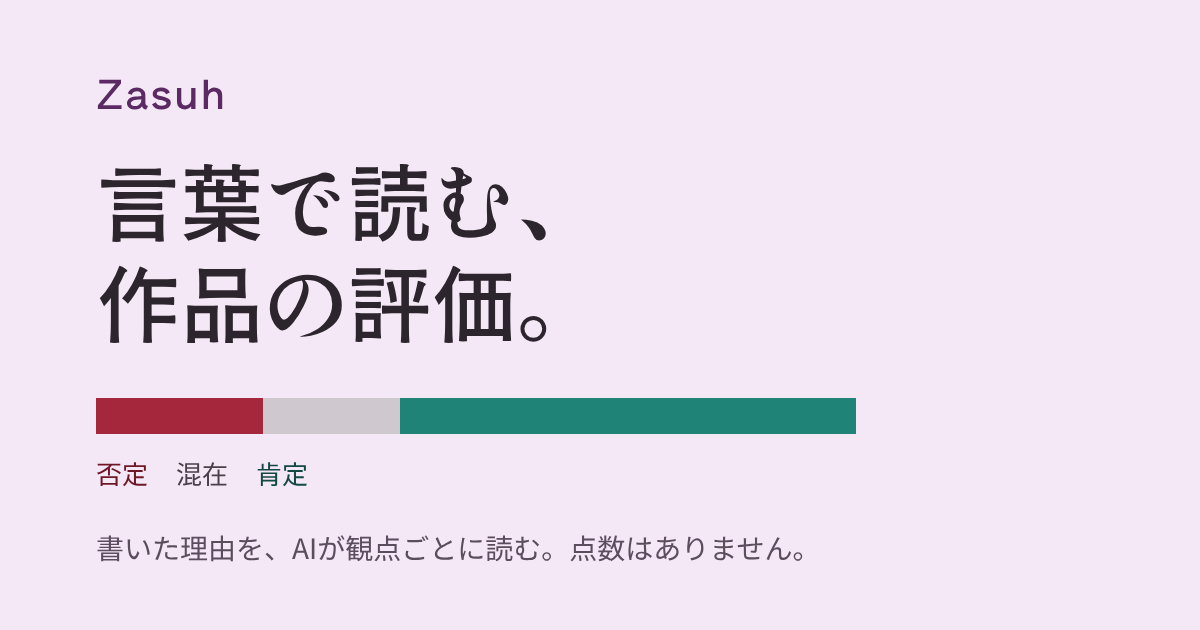 Zasuh
言葉で読む、
作品の評価。
否定 混在 肯定
書いた理由を、AIが観点ごとに読む。点数はありません。